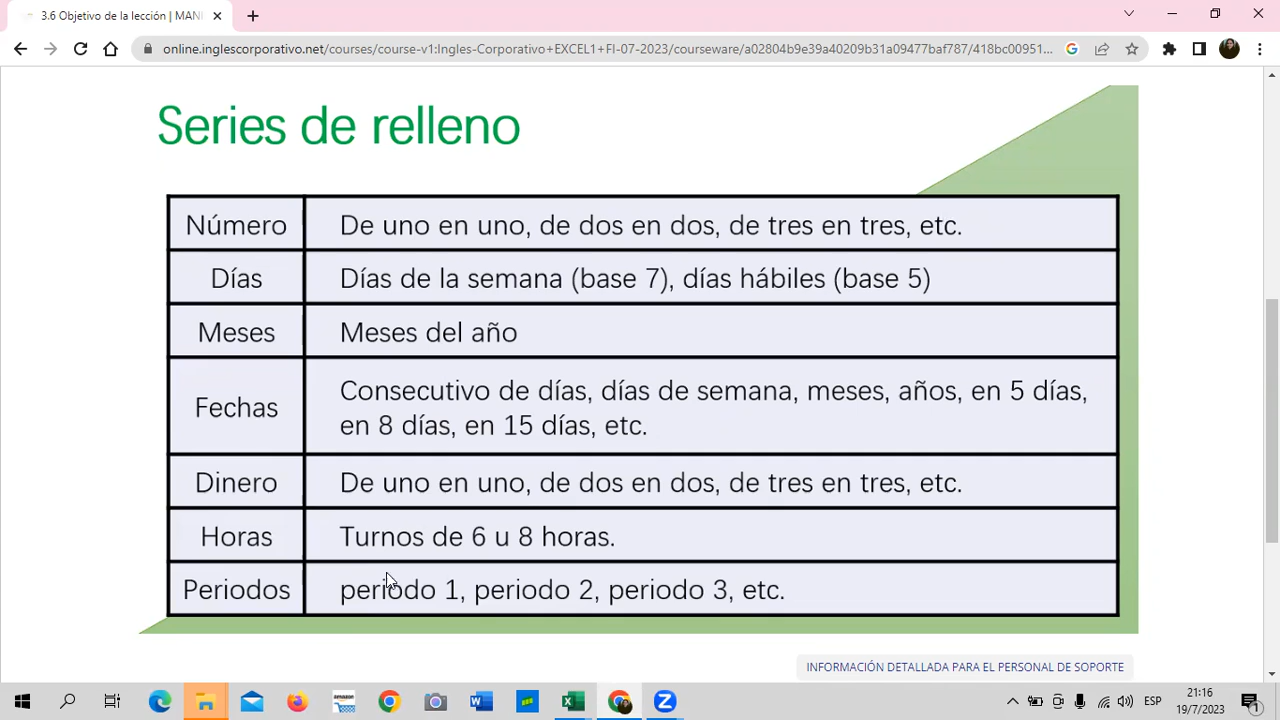 3.6 Objetivo de la lección | MANI
online.inglescorporativo.net/courses/course-v1:Ingles-Corporativo+EXCEL1+FI-07-2023/courseware/a02804b9e39a40209b31a09477baf787/418bc00951...
Series de relleno
Número De uno en uno, de dos en dos, de tres en tres, etc.
Días Días de la semana (base 7), días hábiles (base 5)
Meses Meses del año
Fechas Consecutivo de días, días de semana, meses, años, en 5 días,
en 8 días, en 15 días, etc.
Dinero De uno en uno, de dos en dos, de tres en tres, etc.
Horas Turnos de 6 u 8 horas.
Periodos periodo 1, periodo 2, periodo 3, etc.
INFORMACIÓN DETALLADA PARA EL PERSONAL DE SOPORTE
amazon
ESP
21:16
19/7/2023
1